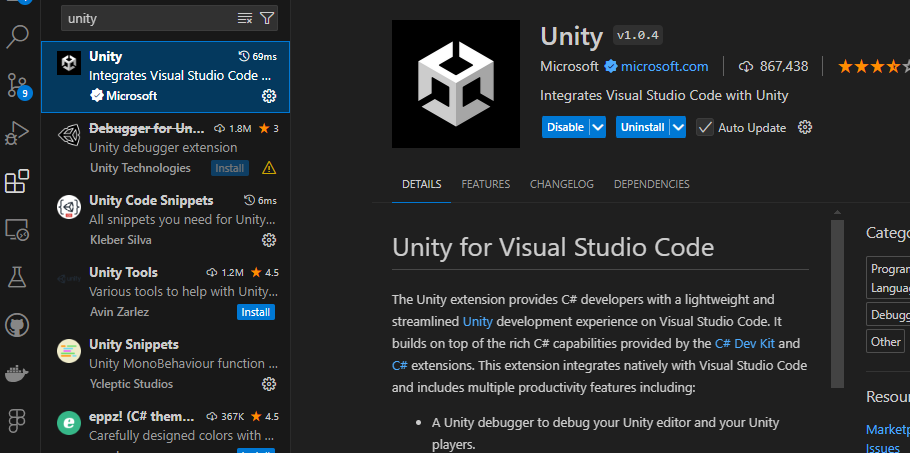 unity
9
Unity 69ms
Integrates Visual Studio Code ...
Microsoft
Debugger for Un... 1.8M 3
Unity debugger extension
Unity Technologies Install
Unity Code Snippets 6ms
All snippets you need for Unity...
Kleber Silva
Unity Tools 1.2M 4.5
Various tools to help with Unity...
Avin Zarlez Install
Unity Snippets
Unity MonoBehaviour function ...
Ycleptic Studios
eppz! (C# them... 367K 4.5
Carefully designed colors with ...
Unity v1.0.4
Microsoft microsoft.com 867,438
Integrates Visual Studio Code with Unity
Disable Uninstall Auto Update
DETAILS FEATURES CHANGELOG DEPENDENCIES
Unity for Visual Studio Code
The Unity extension provides C# developers with a lightweight and
streamlined Unity development experience on Visual Studio Code. It
builds on top of the rich C# capabilities provided by the C# Dev Kit and
C# extensions. This extension integrates natively with Visual Studio Code
and includes multiple productivity features including:
• A Unity debugger to debug your Unity editor and your Unity
players.
Categ
Progra
Langua
Debugg
Other
Resou
Marketp
Issues